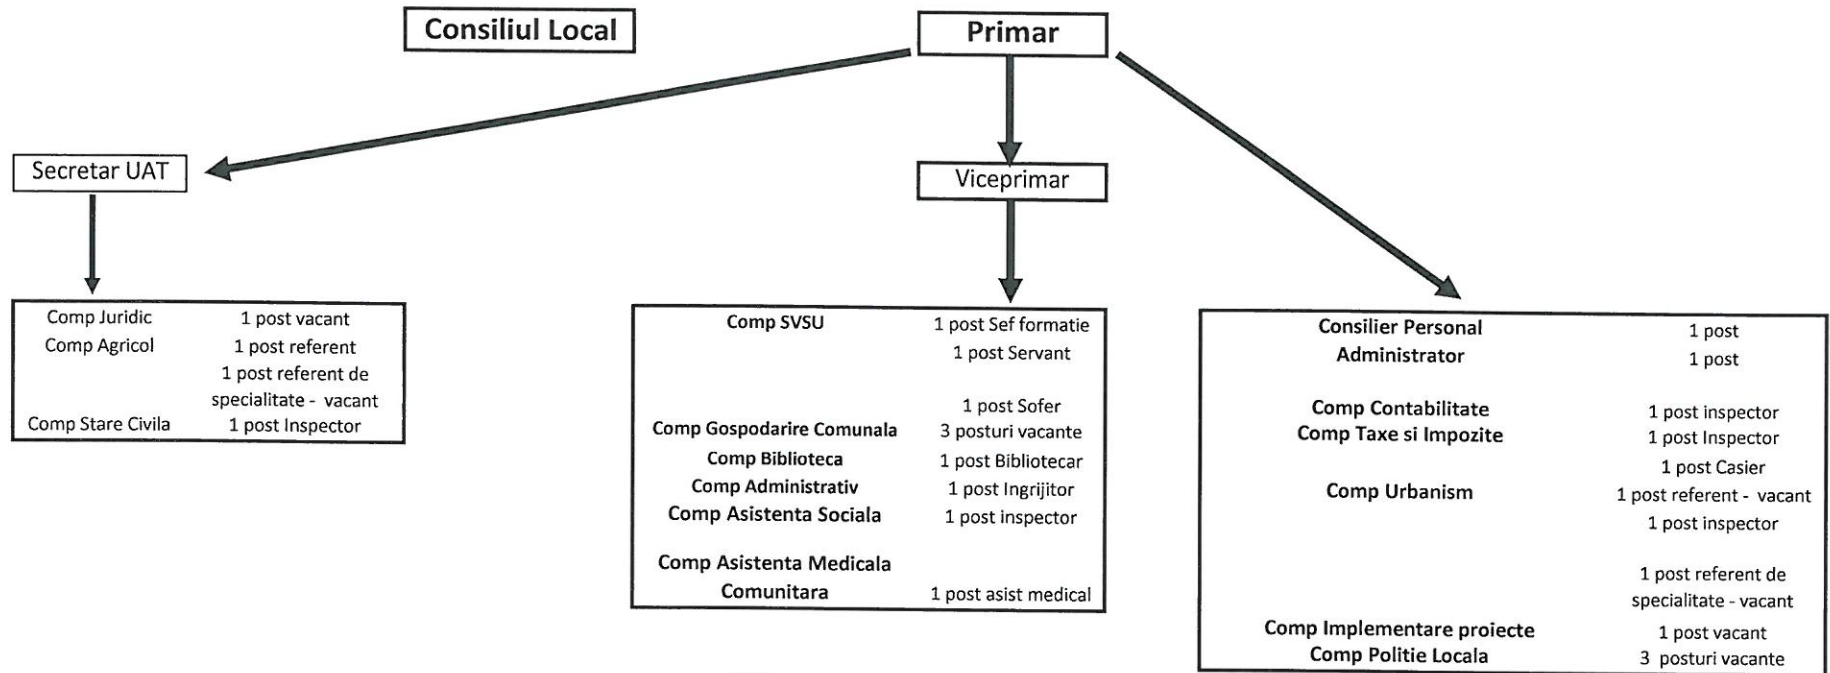 Consiliul Local
Primar
Secretar UAT
Viceprimar
Comp Juridic 1 post vacant
Comp Agricol 1 post referent
1 post referent de
specialitate - vacant
Comp Stare Civila 1 post Inspector
Comp SVSU 1 post Sef formatie
1 post Servant
1 post Sofer
Comp Gospodarire Comunala 3 posturi vacante
Comp Biblioteca 1 post Bibliotecar
Comp Administrativ 1 post Ingrijitor
Comp Asistenta Sociala 1 post inspector
Comp Asistenta Medicala
Comunitara 1 post asist medical
Consilier Personal 1 post
Administrator 1 post
Comp Contabilitate 1 post inspector
Comp Taxe si Impozite 1 post Inspector
1 post Casier
Comp Urbanism 1 post referent - vacant
1 post inspector
1 post referent de
specialitate - vacant
Comp Implementare proiecte 1 post vacant
Comp Politie Locala 3 posturi vacante